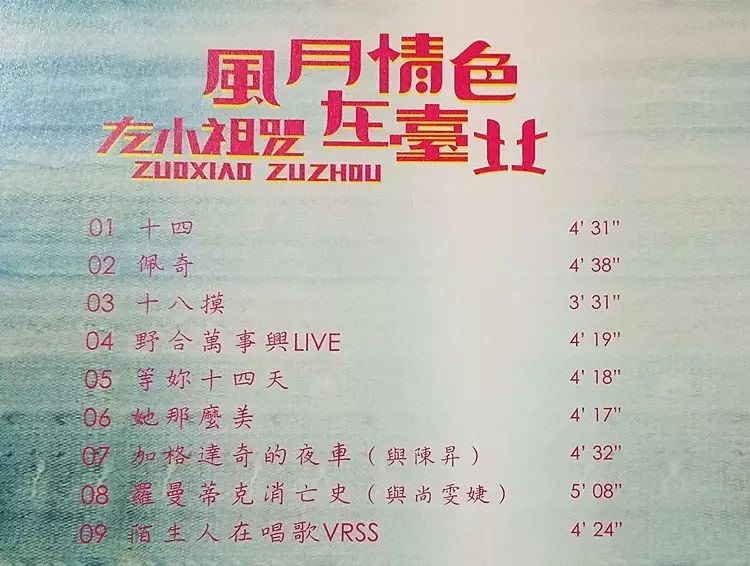 風月情色
在臺北
左小祖咒
ZUOXIAO ZUZHOU
01 十四 4' 31"
02 佩奇 4' 38"
03 十八摸 3' 31"
04 野合萬事興LIVE 4' 19"
05 等妳十四天 4' 18"
06 她那麼美 4' 17"
07 加格達奇的夜車（與陳昇） 4' 32"
08 羅曼蒂克消亡史（與尚雯婕） 5' 08"
09 陌生人在唱歌VRSS 4' 24"